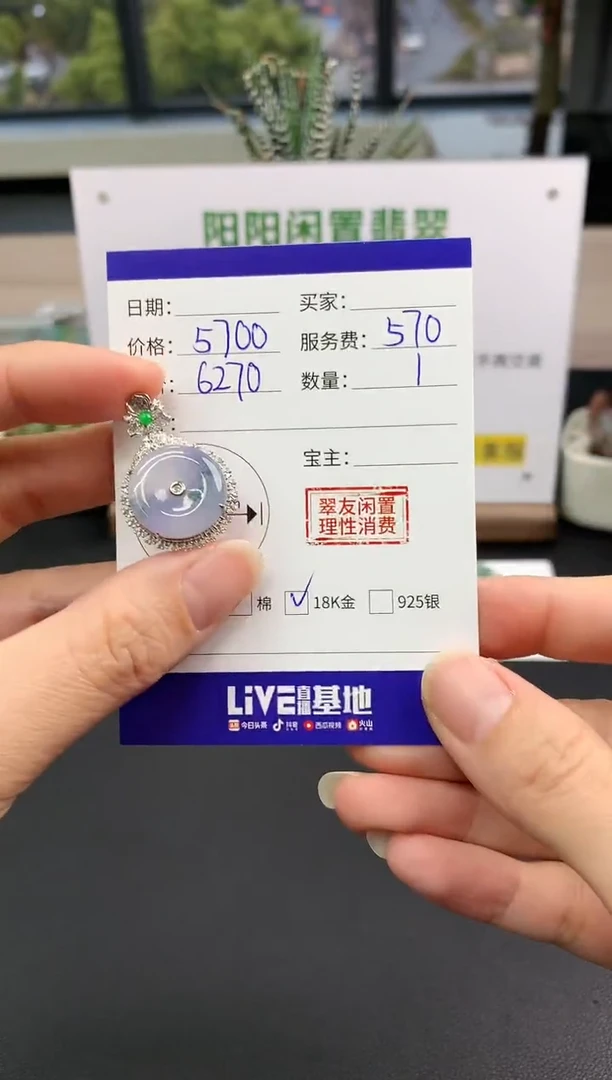 阳阳闲置翡翠
日期: 买家:
价格: 5700 服务费: 570
6270 数量: 1
宝主:
翠友闲置
理性消费
棉 ✓ 18K金 925银
LiVE直播基地
今日头条 抖音 西瓜视频 火山